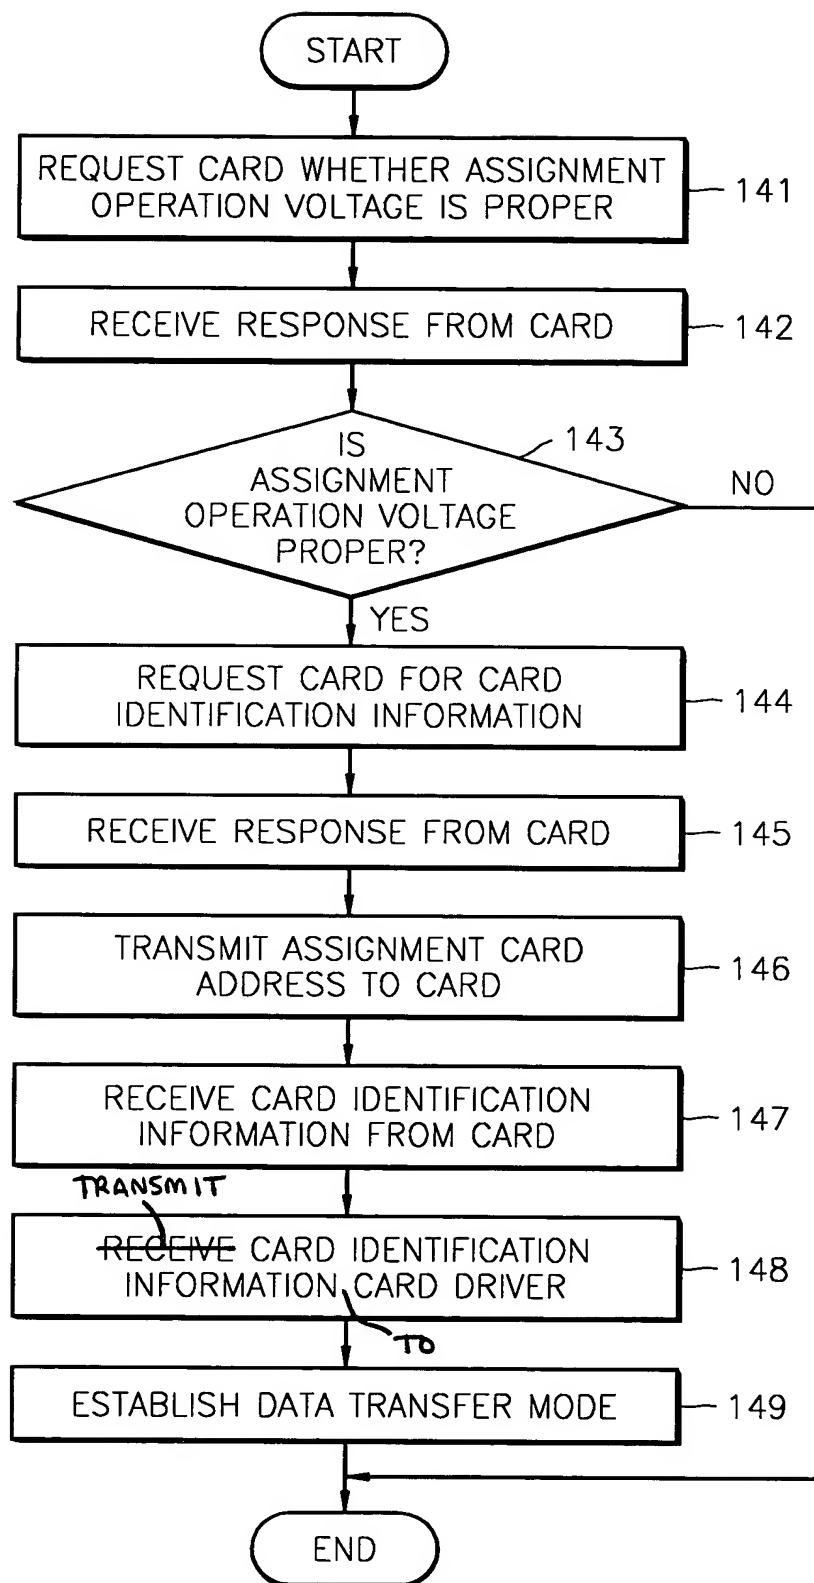 START
REQUEST CARD WHETHER ASSIGNMENT
OPERATION VOLTAGE IS PROPER
141
RECEIVE RESPONSE FROM CARD
142
IS
ASSIGNMENT
OPERATION VOLTAGE
PROPER?
143
NO
YES
REQUEST CARD FOR CARD
IDENTIFICATION INFORMATION
144
RECEIVE RESPONSE FROM CARD
145
TRANSMIT ASSIGNMENT CARD
ADDRESS TO CARD
146
RECEIVE CARD IDENTIFICATION
INFORMATION FROM CARD
147
TRANSMIT
RECEIVE CARD IDENTIFICATION
INFORMATION CARD DRIVER
148
TO
ESTABLISH DATA TRANSFER MODE
149
END